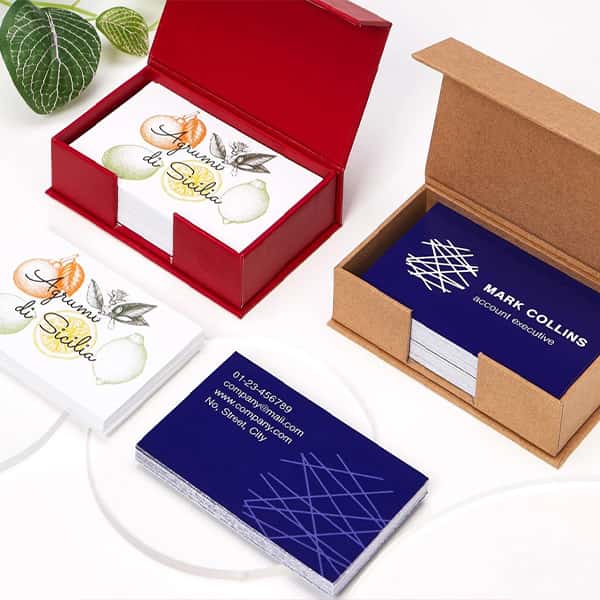 Agrumi
di Sicilia
MARK COLLINS
account executive
Agrumi
di Sicilia
01-23-456789
company@mail.com
www.company.com
No, Street, City